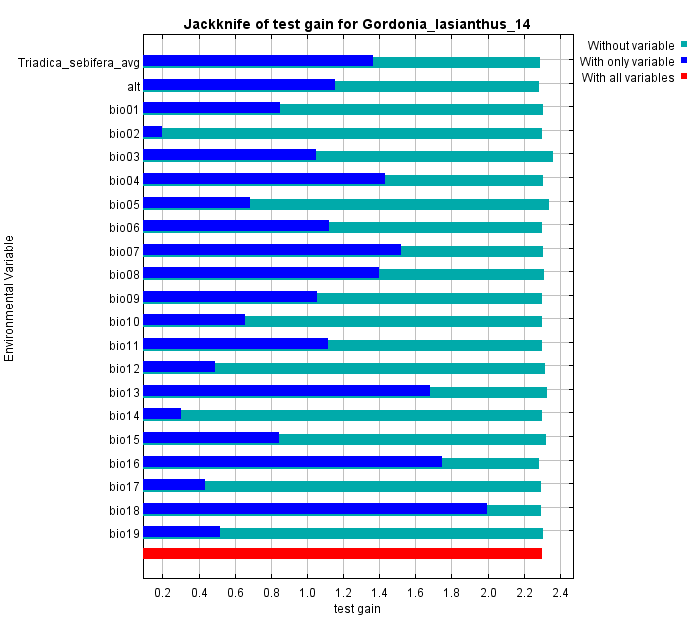 Jackknife of test gain for Gordonia_lasianthus_14
Without variable
With only variable
With all variables
Environmental Variable
Triadica_sebifera_avg
alt
bio01
bio02
bio03
bio04
bio05
bio06
bio07
bio08
bio09
bio10
bio11
bio12
bio13
bio14
bio15
bio16
bio17
bio18
bio19
0.2 0.4 0.6 0.8 1.0 1.2 1.4 1.6 1.8 2.0 2.2 2.4
test gain